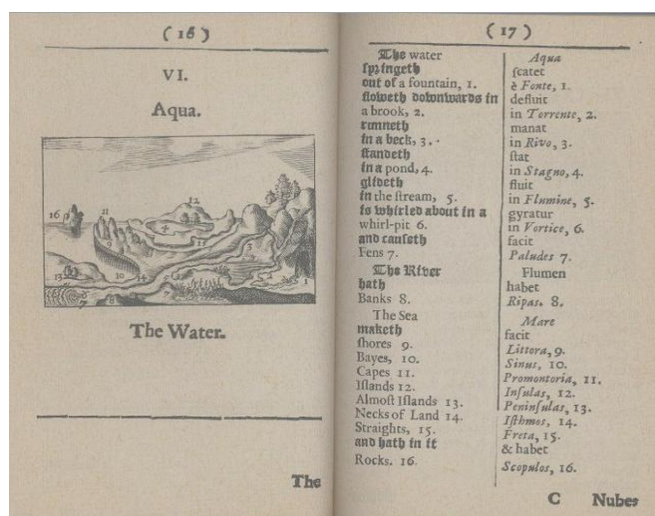 ( 16 )
VI.
Aqua.
The Water.
The
( 17 )
The water
ſpringeth
out of a fountain, 1.
floweth downwards in
a brook, 2.
runneth
in a beck, 3.
ſtandeth
in a pond, 4.
glideth
in the ſtream, 5.
is whirled about in a
whirl-pit 6.
and cauſeth
Fens 7.
The River
hath
Banks 8.
The Sea
maketh
ſhores 9.
Bayes, 10.
Capes 11.
Iſlands 12.
Almoſt Iſlands 13.
Necks of Land 14.
Straights, 15.
and hath in it
Rocks. 16.
Aqua
ſcatet
è Fonte, 1.
defluit
in Torrente, 2.
manat
in Rivo, 3.
ſtat
in Stagno, 4.
fluit
in Flumine, 5.
gyratur
in Vortice, 6.
facit
Paludes 7.
Flumen
habet
Ripas. 8.
Mare
facit
Littora, 9.
Sinus, 10.
Promontoria, 11.
Inſulas, 12.
Peninſulas, 13.
Iſthmos, 14.
Freta, 15.
& habet
Scopulos, 16.
C Nubes